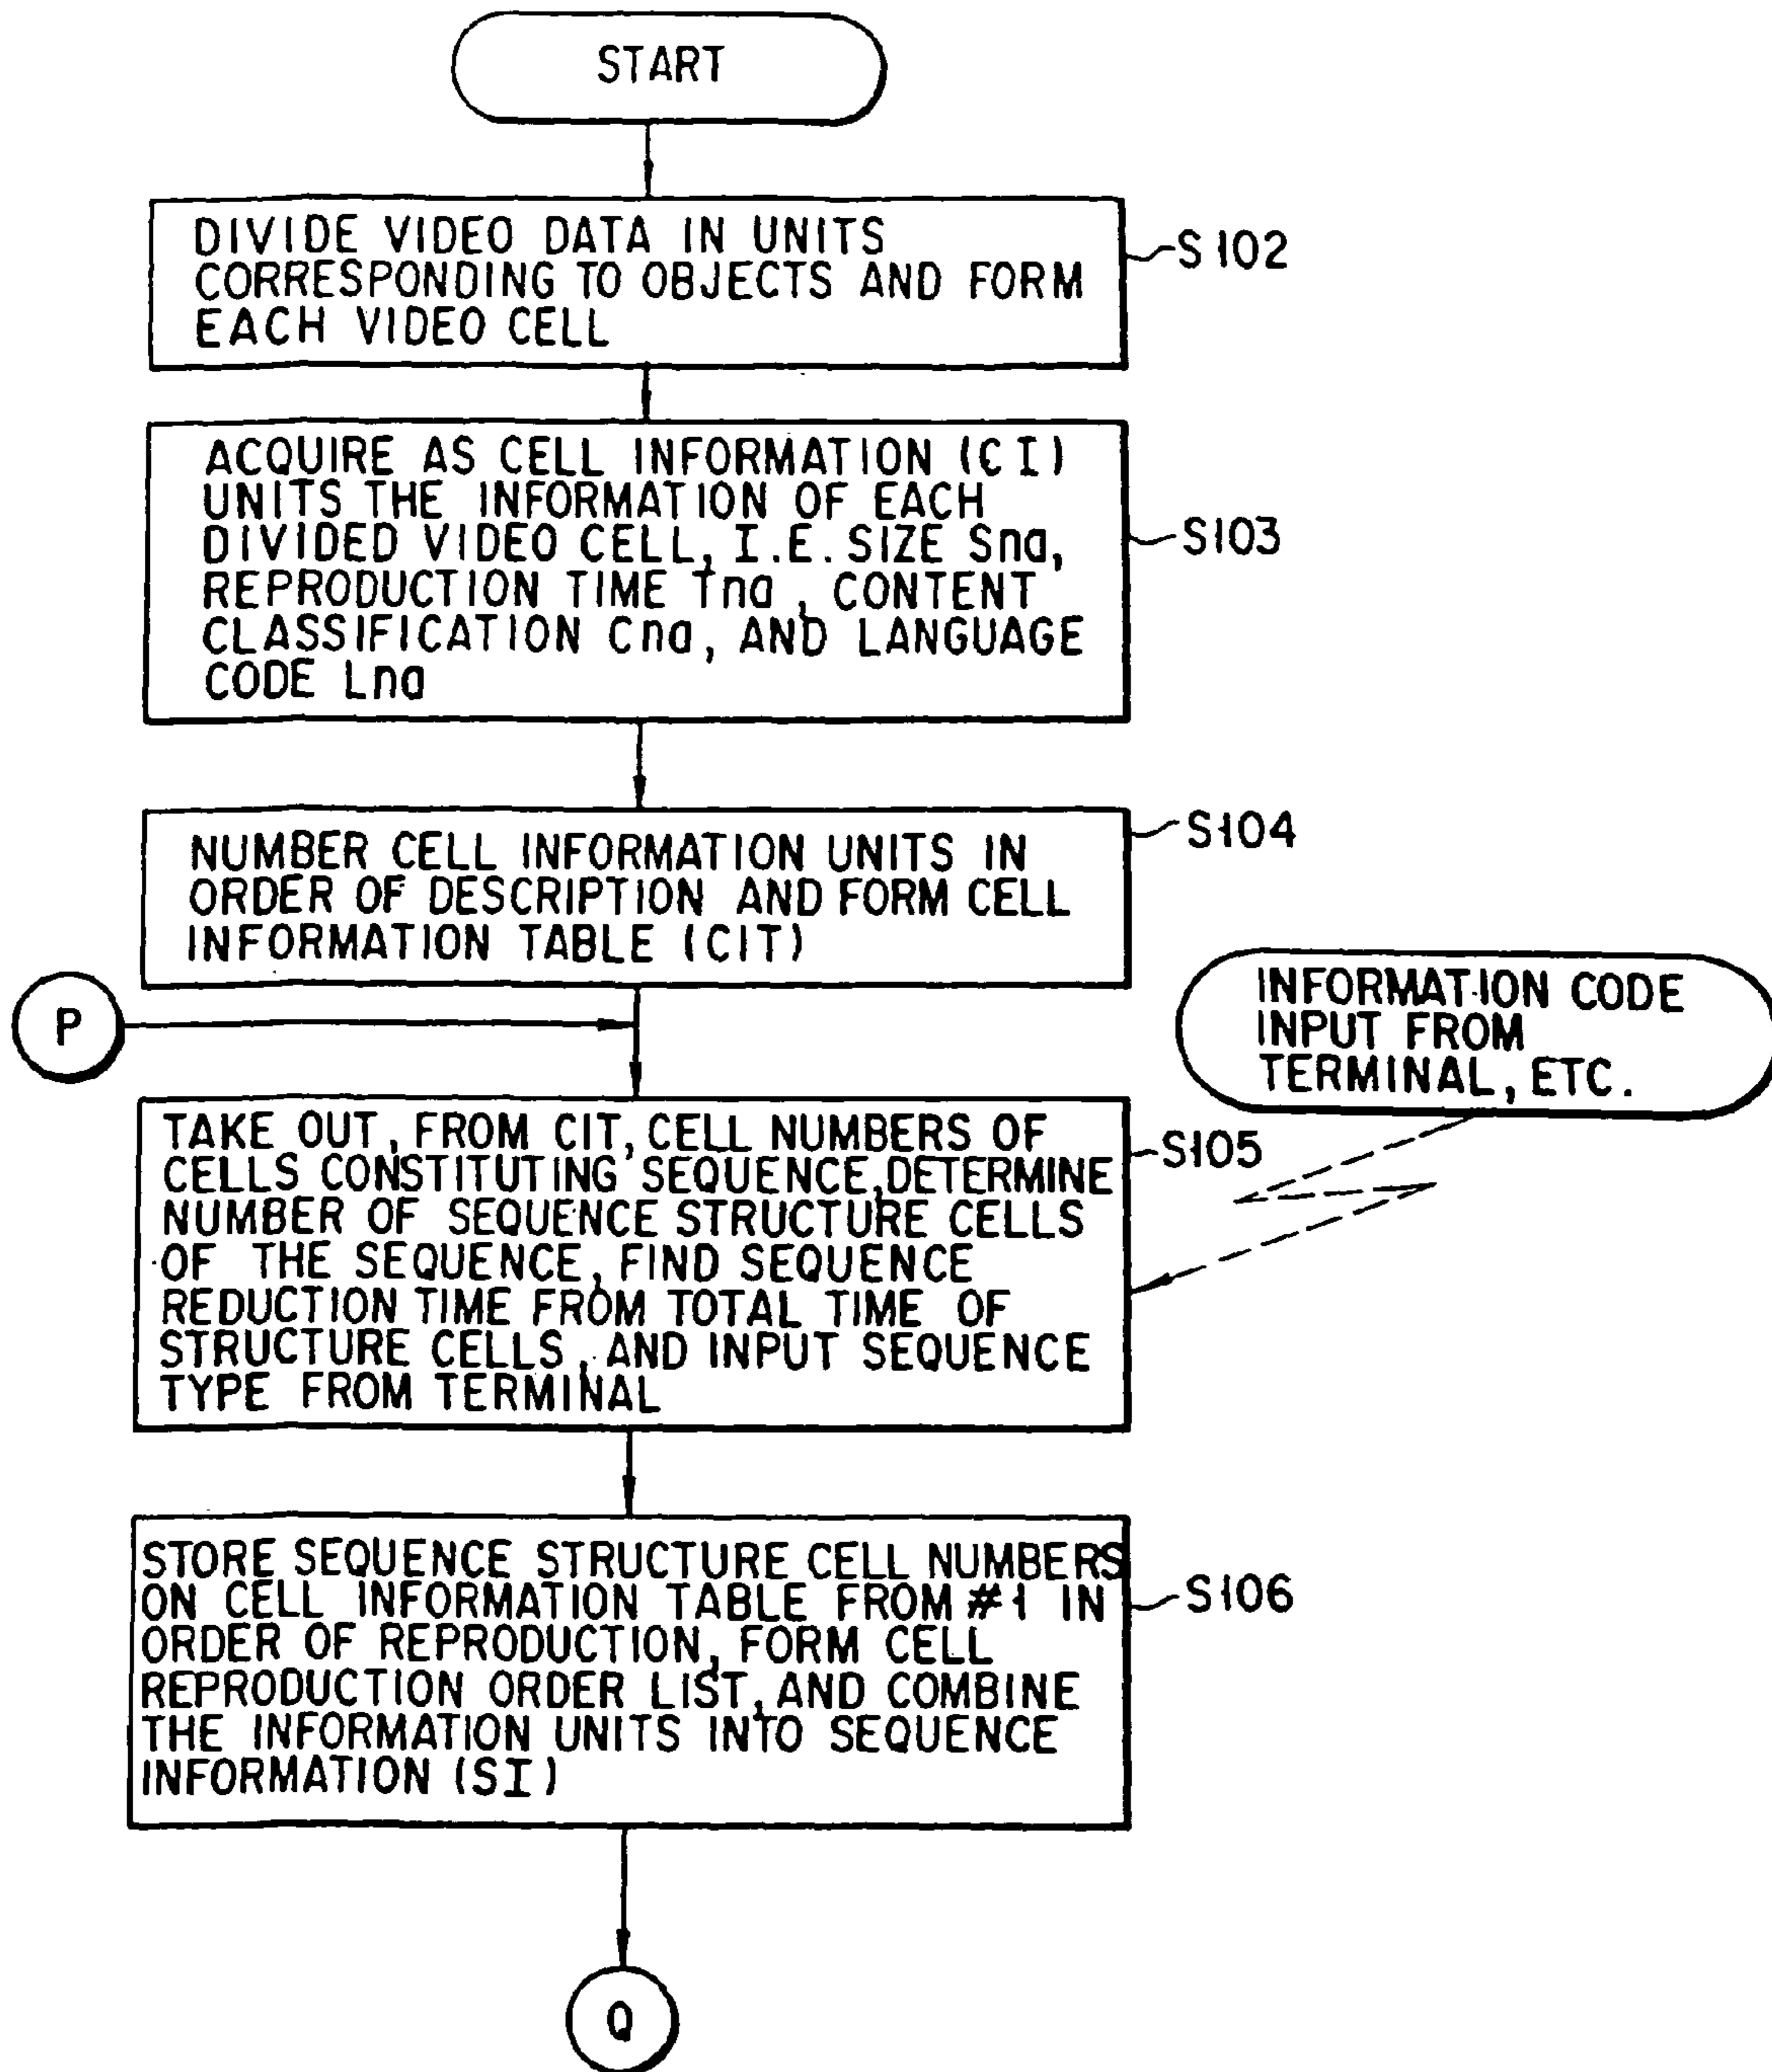 START
DIVIDE VIDEO DATA IN UNITS
CORRESPONDING TO OBJECTS AND FORM
EACH VIDEO CELL
S102
ACQUIRE AS CELL INFORMATION (CI)
UNITS THE INFORMATION OF EACH
DIVIDED VIDEO CELL, I.E. SIZE Sna,
REPRODUCTION TIME Tna, CONTENT
CLASSIFICATION Cna, AND LANGUAGE
CODE Lna
S103
NUMBER CELL INFORMATION UNITS IN
ORDER OF DESCRIPTION AND FORM CELL
INFORMATION TABLE (CIT)
S104
P
INFORMATION CODE
INPUT FROM
TERMINAL, ETC.
TAKE OUT, FROM CIT, CELL NUMBERS OF
CELLS CONSTITUTING SEQUENCE, DETERMINE
NUMBER OF SEQUENCE STRUCTURE CELLS
OF THE SEQUENCE, FIND SEQUENCE
REDUCTION TIME FROM TOTAL TIME OF
STRUCTURE CELLS, AND INPUT SEQUENCE
TYPE FROM TERMINAL
S105
STORE SEQUENCE STRUCTURE CELL NUMBERS
ON CELL INFORMATION TABLE FROM #1 IN
ORDER OF REPRODUCTION, FORM CELL
REPRODUCTION ORDER LIST, AND COMBINE
THE INFORMATION UNITS INTO SEQUENCE
INFORMATION (SI)
S106
Q